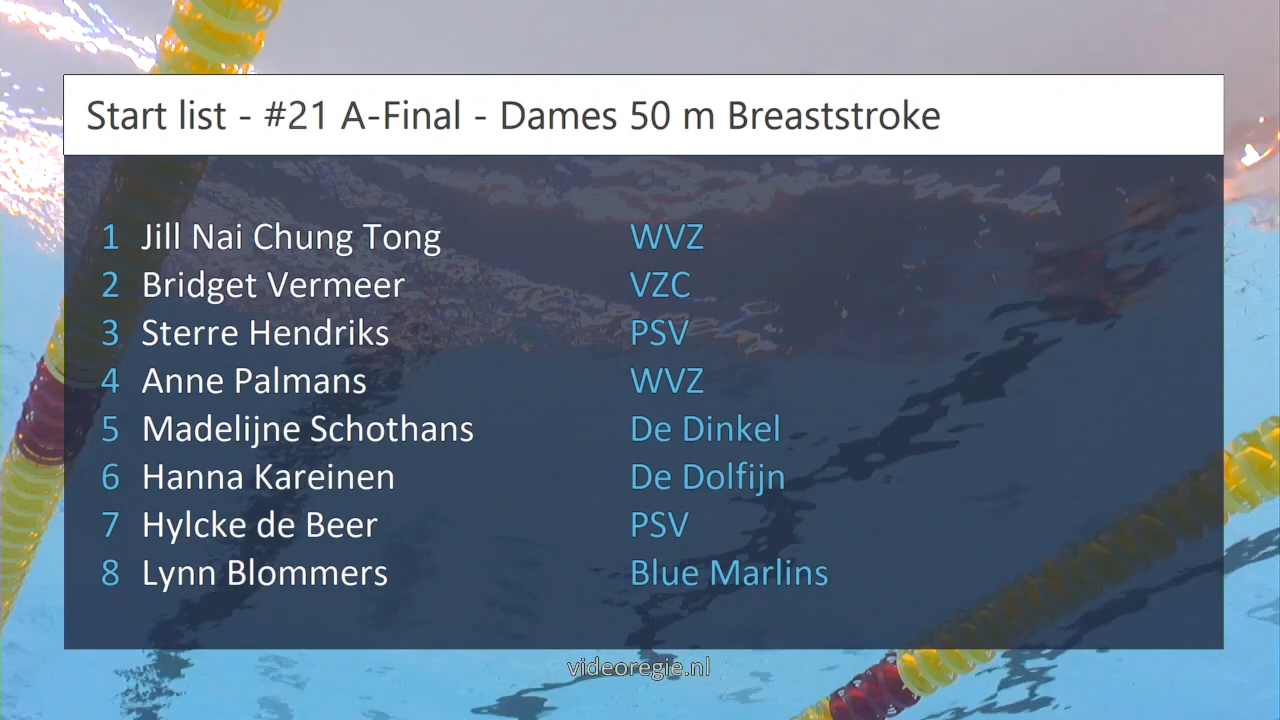 Start list - #21 A-Final - Dames 50 m Breaststroke
1 Jill Nai Chung Tong WVZ
2 Bridget Vermeer VZC
3 Sterre Hendriks PSV
4 Anne Palmans WVZ
5 Madelijne Schothans De Dinkel
6 Hanna Kareinen De Dolfijn
7 Hylcke de Beer PSV
8 Lynn Blommers Blue Marlins
videoregie.nl